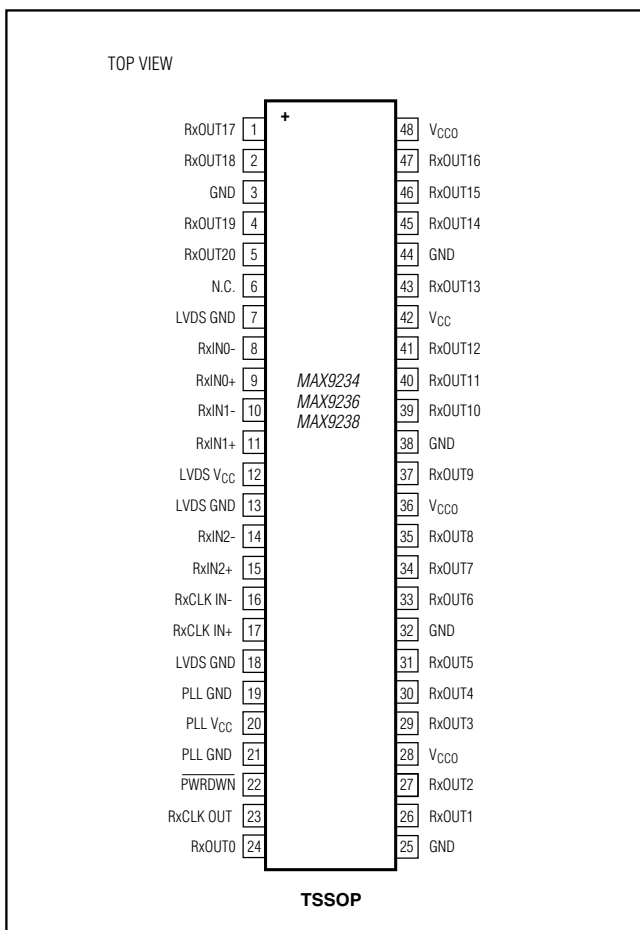 TOP VIEW
+
RxOUT17 1
RxOUT18 2
GND 3
RxOUT19 4
RxOUT20 5
N.C. 6
LVDS GND 7
RxIN0- 8
RxIN0+ 9
RxIN1- 10
RxIN1+ 11
LVDS VCC 12
LVDS GND 13
RxIN2- 14
RxIN2+ 15
RxCLK IN- 16
RxCLK IN+ 17
LVDS GND 18
PLL GND 19
PLL VCC 20
PLL GND 21
PWRDWN 22
RxCLK OUT 23
RxOUT0 24
MAX9234
MAX9236
MAX9238
48 VCCO
47 RxOUT16
46 RxOUT15
45 RxOUT14
44 GND
43 RxOUT13
42 VCC
41 RxOUT12
40 RxOUT11
39 RxOUT10
38 GND
37 RxOUT9
36 VCCO
35 RxOUT8
34 RxOUT7
33 RxOUT6
32 GND
31 RxOUT5
30 RxOUT4
29 RxOUT3
28 VCCO
27 RxOUT2
26 RxOUT1
25 GND
TSSOP